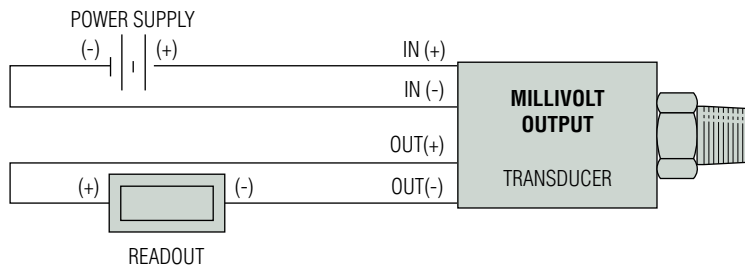 POWER SUPPLY
(-) (+) IN (+)
IN (-)
MILLIVOLT
OUTPUT
TRANSDUCER
OUT(+)
(+) (-) OUT(-)
READOUT